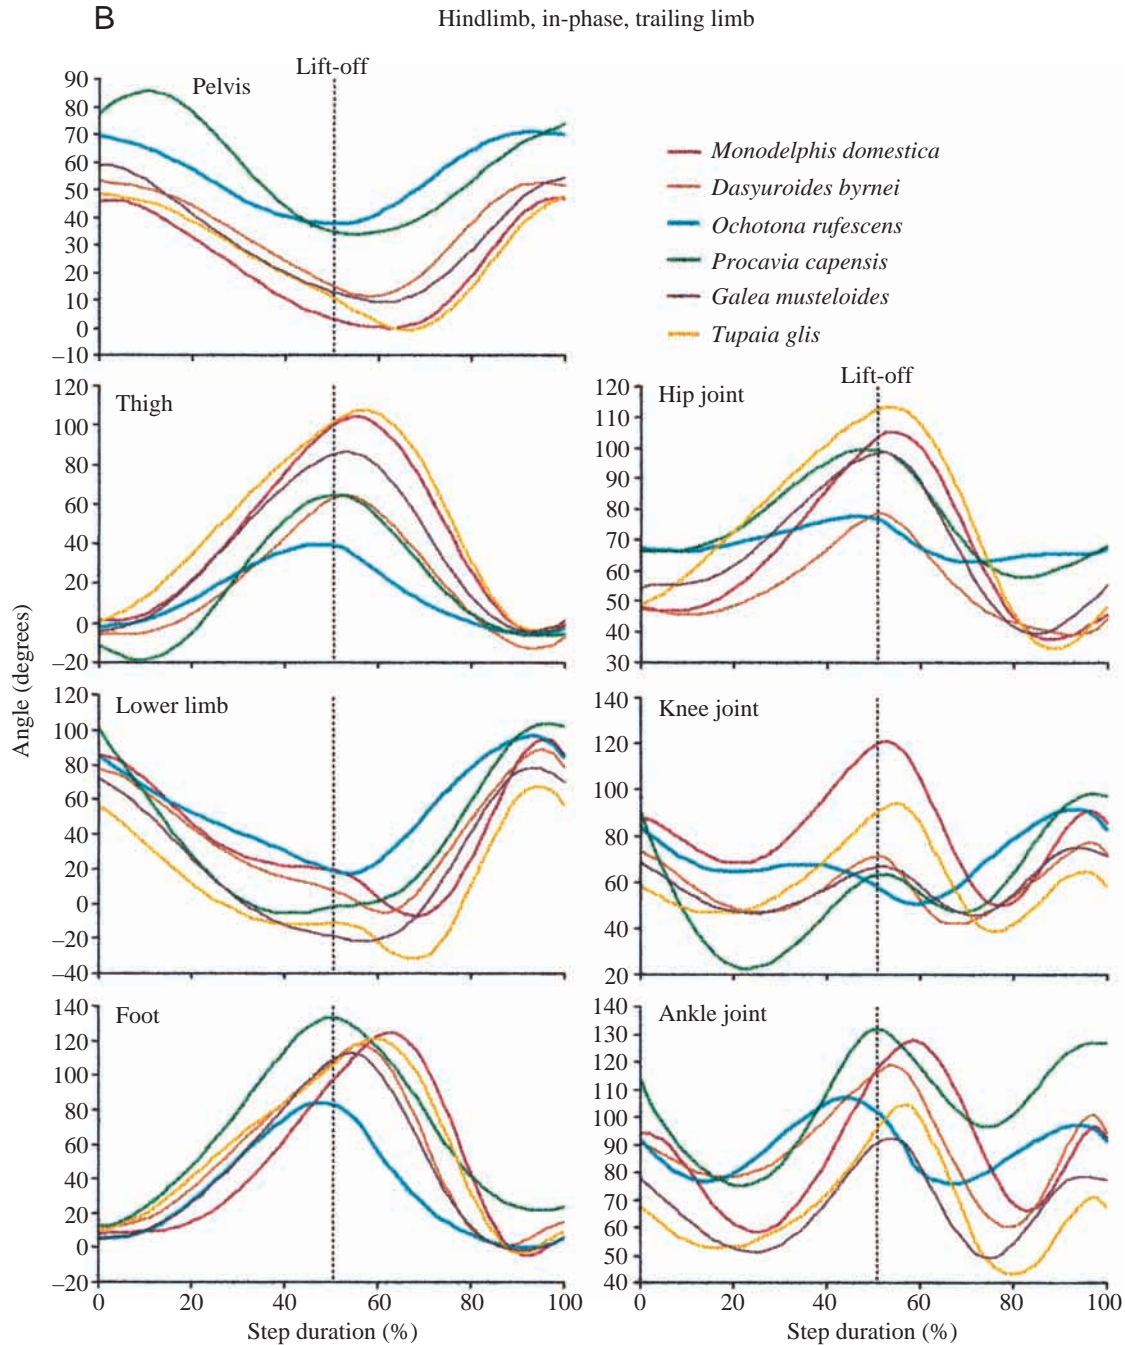 B
Hindlimb, in-phase, trailing limb
Lift-off
Pelvis
90
80
70
60
50
40
30
20
10
0
–10
Monodelphis domestica
Dasyuroides byrnei
Ochotona rufescens
Procavia capensis
Galea musteloides
Tupaia glis
Thigh
120
100
80
60
40
20
0
–20
Lift-off
Hip joint
120
110
100
90
80
70
60
50
40
30
Angle (degrees)
Lower limb
120
100
80
60
40
20
0
–20
–40
Knee joint
140
120
100
80
60
40
20
Foot
140
120
100
80
60
40
20
0
–20
0 20 40 60 80 100
Step duration (%)
Ankle joint
140
130
120
110
100
90
80
70
60
50
40
0 20 40 60 80 100
Step duration (%)